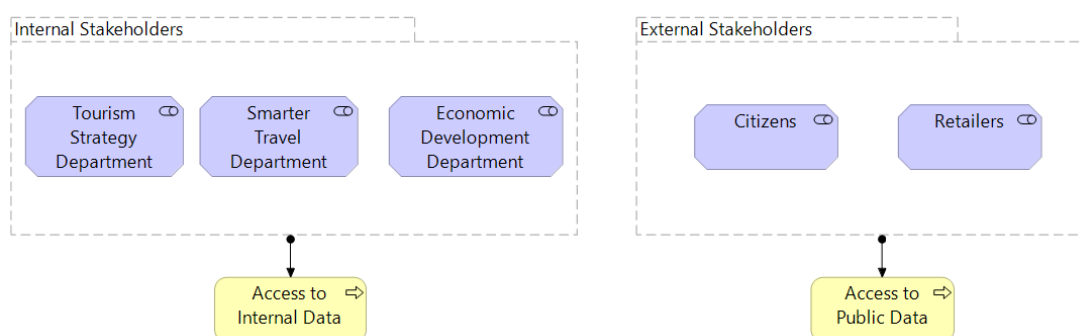 Internal Stakeholders
Tourism
Strategy
Department
Smarter
Travel
Department
Economic
Development
Department
Access to
Internal Data
External Stakeholders
Citizens
Retailers
Access to
Public Data